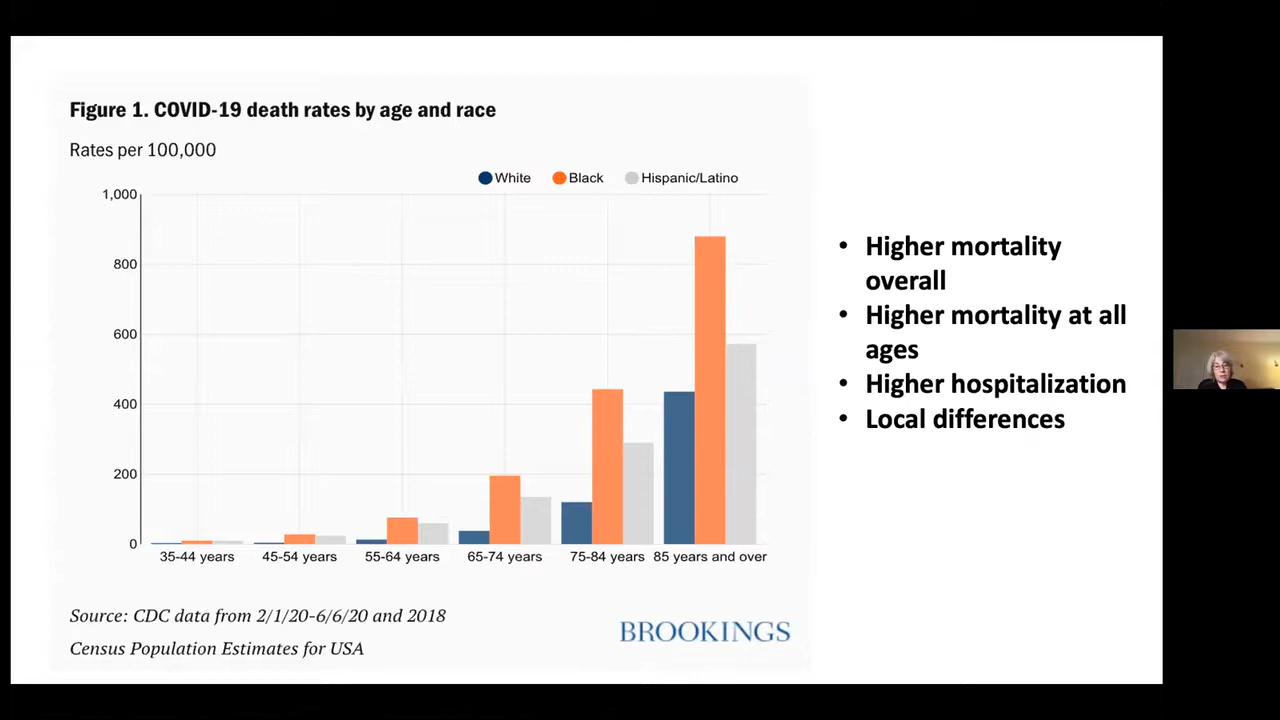 Figure 1. COVID-19 death rates by age and race
Rates per 100,000
White Black Hispanic/Latino
1,000
800
600
400
200
0
35-44 years 45-54 years 55-64 years 65-74 years 75-84 years 85 years and over
Source: CDC data from 2/1/20-6/6/20 and 2018
Census Population Estimates for USA
BROOKINGS
• Higher mortality
overall
• Higher mortality at all
ages
• Higher hospitalization
• Local differences